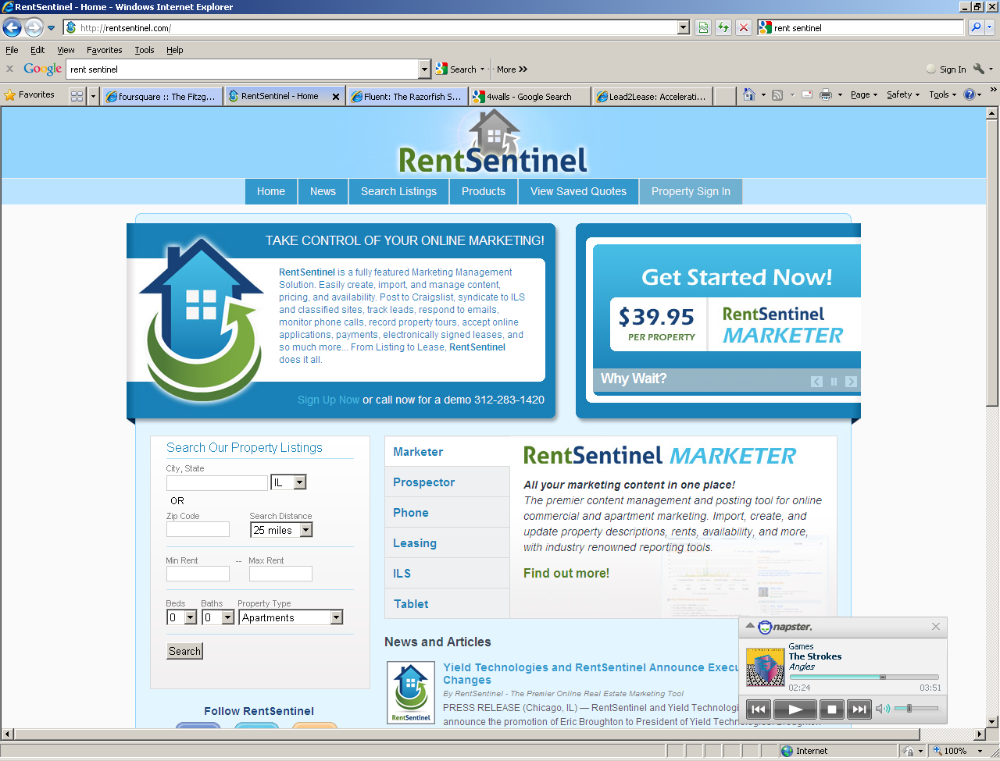 RentSentinel - Home - Windows Internet Explorer
http://rentsentinel.com/
rent sentinel
File Edit View Favorites Tools Help
Google
rent sentinel
Search
More »
Sign In
Favorites
foursquare :: The Fitzg...
RentSentinel - Home
Fluent: The Razorfish S...
4walls - Google Search
Lead2Lease: Accelerati...
Page Safety Tools
RentSentinel
Home News Search Listings Products View Saved Quotes Property Sign In
TAKE CONTROL OF YOUR ONLINE MARKETING!
RentSentinel is a fully featured Marketing Management
Solution. Easily create, import, and manage content,
pricing, and availability. Post to Craigslist, syndicate to ILS
and classified sites, track leads, respond to emails,
monitor phone calls, record property tours, accept online
applications, payments, electronically signed leases, and
so much more... From Listing to Lease, RentSentinel
does it all.
Sign Up Now or call now for a demo 312-283-1420
Get Started Now!
$39.95
PER PROPERTY
RentSentinel
MARKETER
Why Wait?
Search Our Property Listings
City, State
IL
OR
Zip Code Search Distance
25 miles
Min Rent -- Max Rent
Beds Baths Property Type
0 0 Apartments
Search
Follow RentSentinel
Marketer
Prospector
Phone
Leasing
ILS
Tablet
RentSentinel MARKETER
All your marketing content in one place!
The premier content management and posting tool for online
commercial and apartment marketing. Import, create, and
update property descriptions, rents, availability, and more,
with industry renowned reporting tools.
Find out more!
News and Articles
RentSentinel
Yield Technologies and RentSentinel Announce Execu
Changes
By RentSentinel - The Premier Online Real Estate Marketing Tool
PRESS RELEASE (Chicago, IL) — RentSentinel and Yield Technologi
announce the promotion of Eric Broughton to President of Yield Technologies. Broughton
napster.
Games
The Strokes
Angles
02:24 03:51
Internet
100%